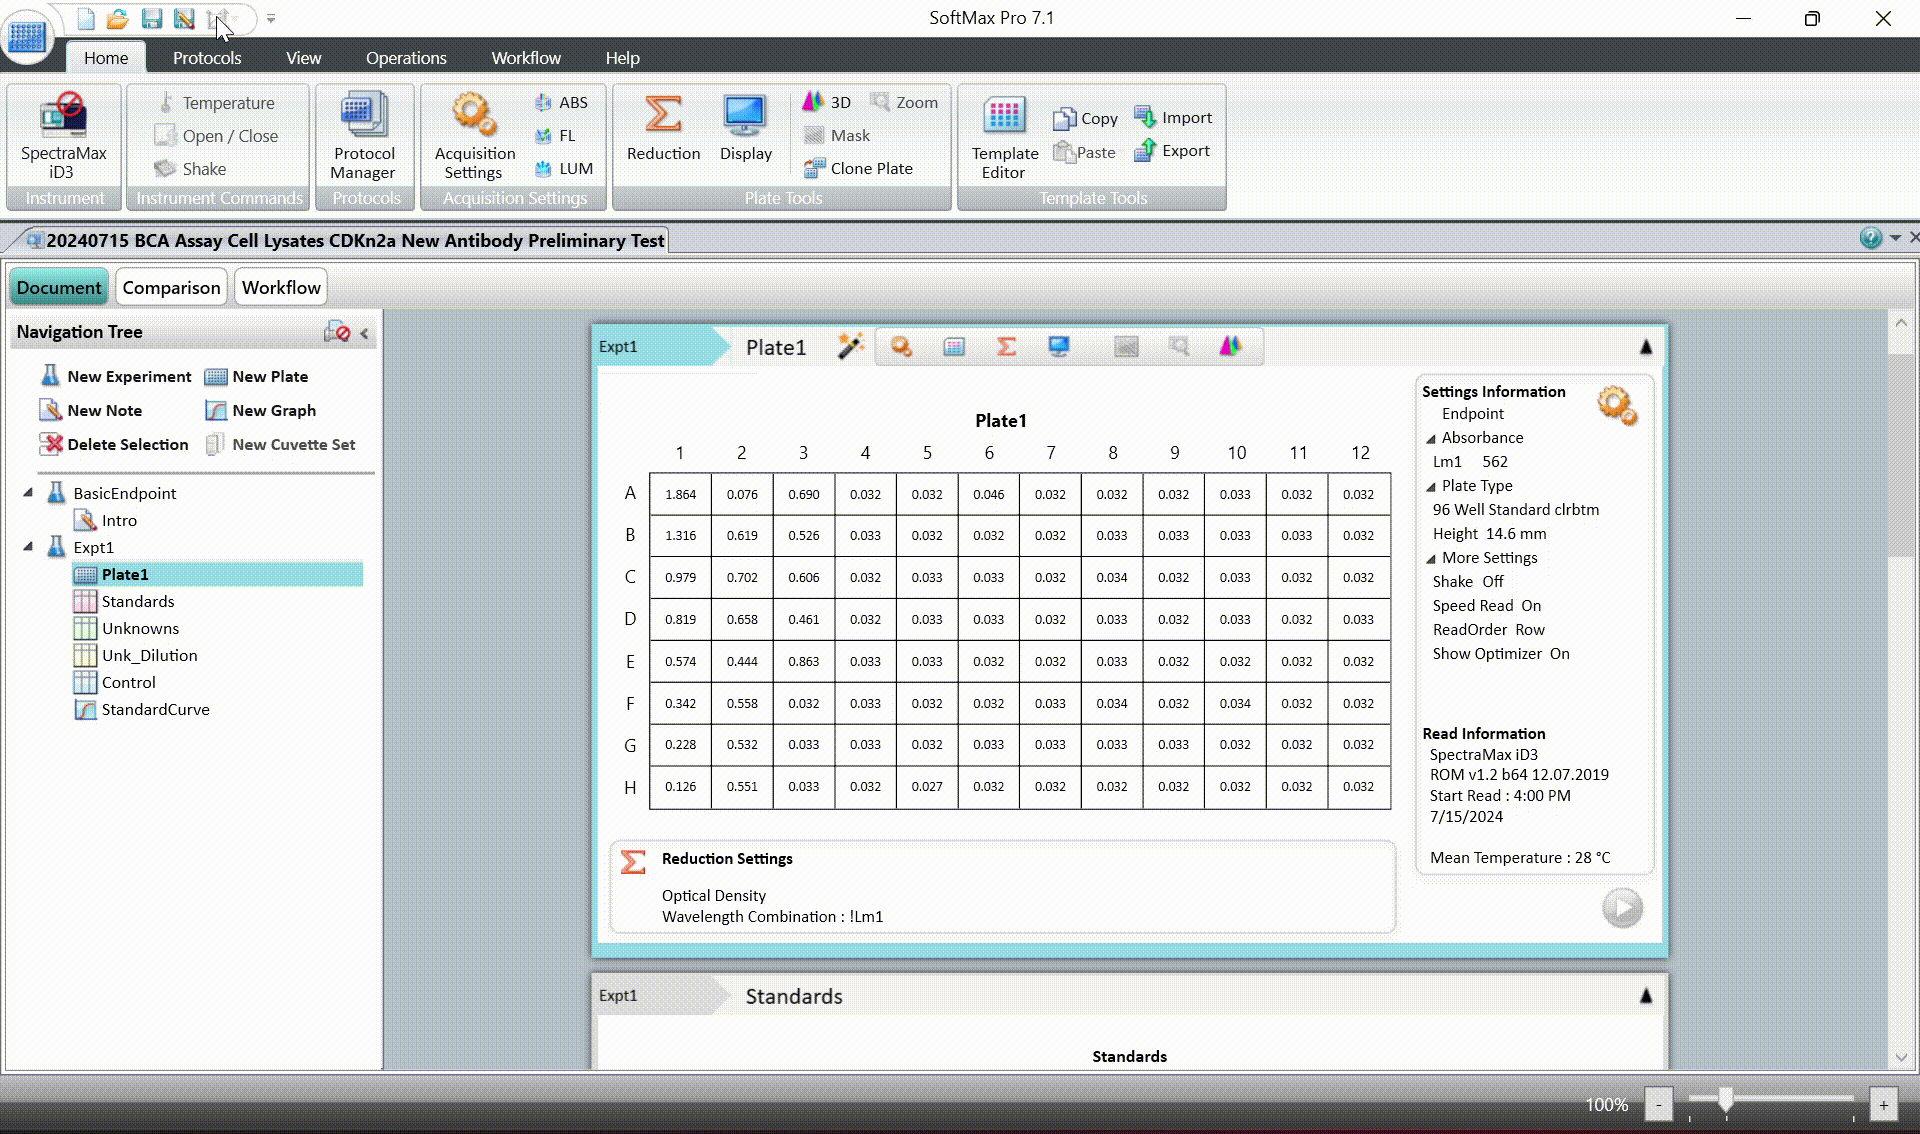 SoftMax Pro 7.1
Home Protocols View Operations Workflow Help
SpectraMax iD3
Instrument
Temperature
Open / Close
Shake
Instrument Commands
Protocol Manager
Protocols
Acquisition Settings
ABS
FL
LUM
Acquisition Settings
Reduction
Display
3D Zoom
Mask
Clone Plate
Plate Tools
Template Editor
Copy Import
Paste Export
Template Tools
20240715 BCA Assay Cell Lysates CDKn2a New Antibody Preliminary Test
Document Comparison Workflow
Navigation Tree
New Experiment New Plate
New Note New Graph
Delete Selection New Cuvette Set
BasicEndpoint
Intro
Expt1
Plate1
Standards
Unknowns
Unk_Dilution
Control
StandardCurve
Expt1 Plate1
Plate1
1 2 3 4 5 6 7 8 9 10 11 12
A 1.864 0.076 0.690 0.032 0.032 0.046 0.032 0.032 0.032 0.033 0.032 0.032
B 1.316 0.619 0.526 0.033 0.032 0.032 0.032 0.033 0.033 0.033 0.033 0.032
C 0.979 0.702 0.606 0.032 0.033 0.033 0.032 0.034 0.032 0.033 0.032 0.032
D 0.819 0.658 0.461 0.032 0.033 0.033 0.032 0.033 0.032 0.033 0.032 0.033
E 0.574 0.444 0.863 0.033 0.033 0.032 0.032 0.033 0.032 0.032 0.032 0.032
F 0.342 0.558 0.032 0.033 0.032 0.032 0.033 0.034 0.032 0.034 0.032 0.032
G 0.228 0.532 0.033 0.033 0.032 0.033 0.033 0.033 0.033 0.032 0.032 0.032
H 0.126 0.551 0.033 0.032 0.027 0.032 0.032 0.032 0.032 0.032 0.032 0.032
Settings Information
Endpoint
Absorbance
Lm1 562
Plate Type
96 Well Standard clrbtm
Height 14.6 mm
More Settings
Shake Off
Speed Read On
ReadOrder Row
Show Optimizer On
Read Information
SpectraMax iD3
ROM v1.2 b64 12.07.2019
Start Read : 4:00 PM
7/15/2024
Mean Temperature : 28 °C
Reduction Settings
Optical Density
Wavelength Combination : !Lm1
Expt1 Standards
Standards
100% - +